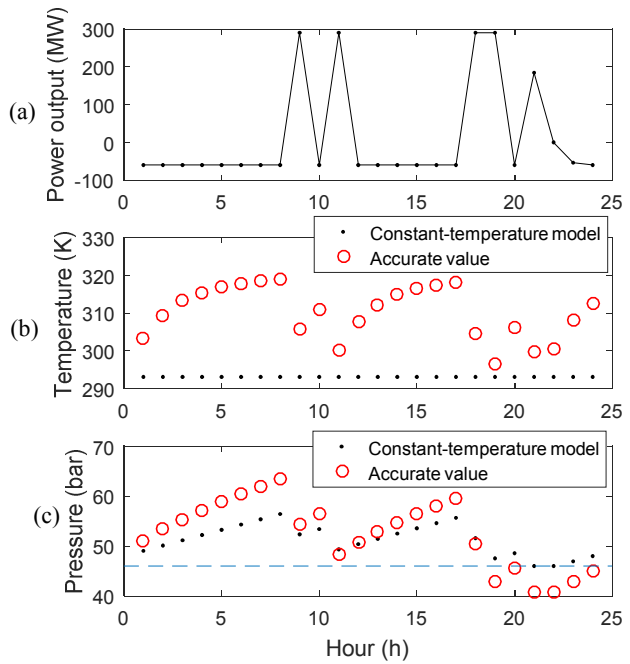 (a)
Power output (MW)
300
200
100
0
-100
0 5 10 15 20 25
(b)
Temperature (K)
330
320
310
300
290
Constant-temperature model
Accurate value
0 5 10 15 20 25
(c)
Pressure (bar)
70
60
50
40
Constant-temperature model
Accurate value
0 5 10 15 20 25
Hour (h)